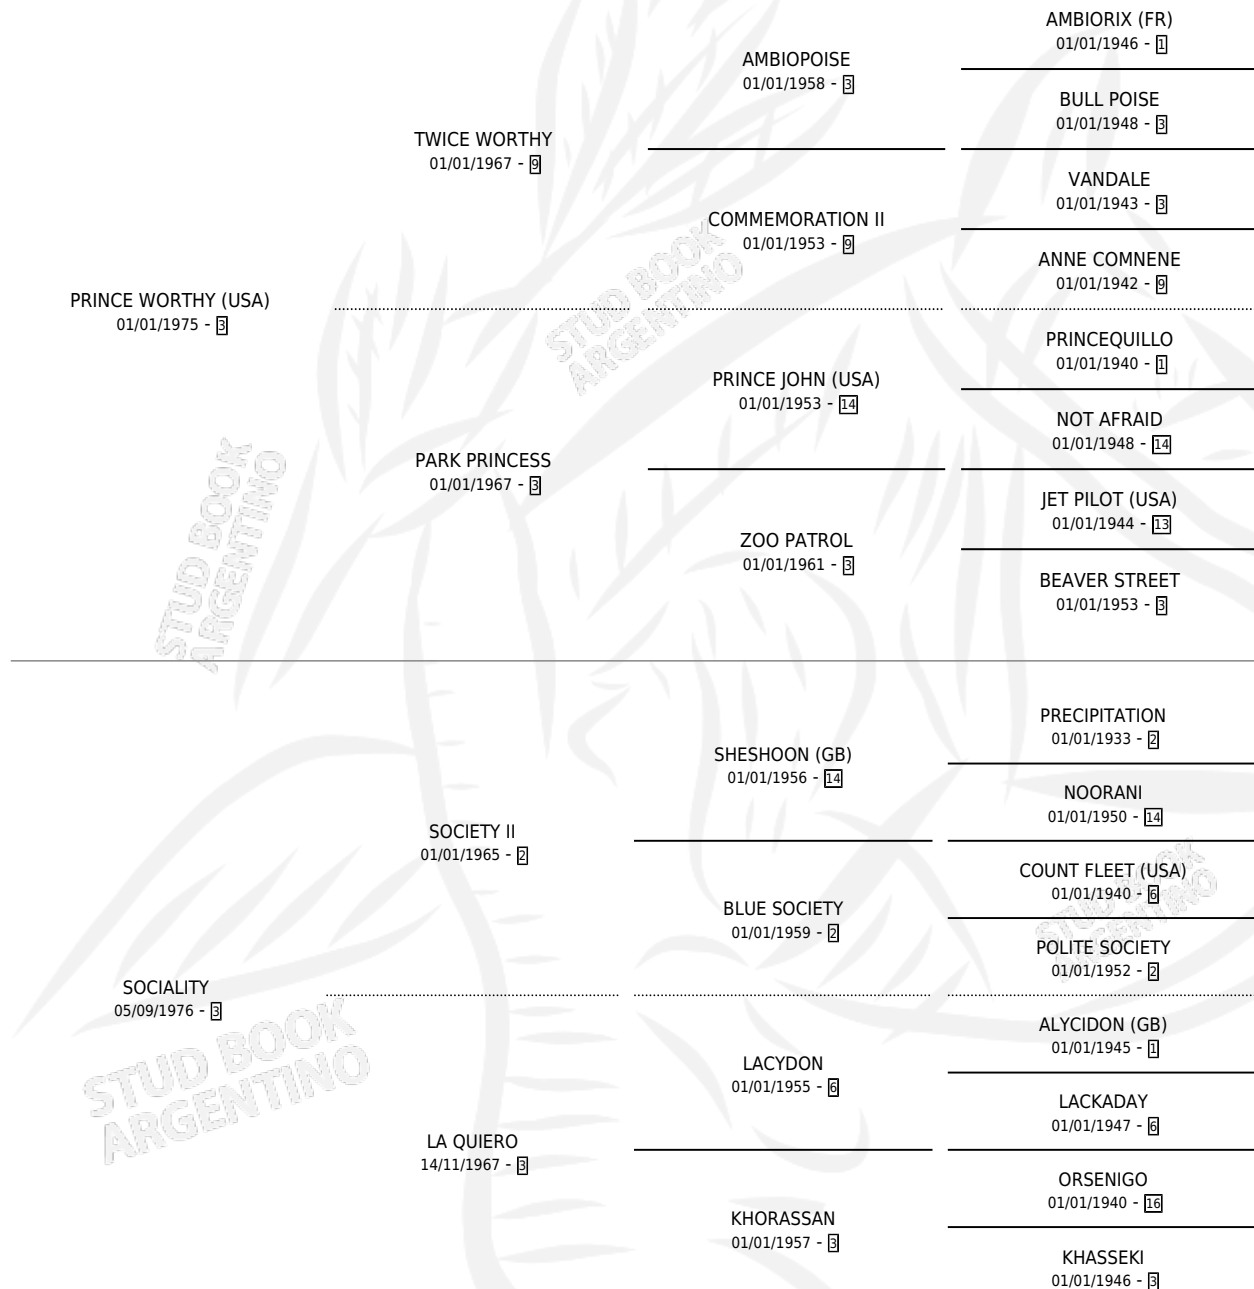 AMBIORIX (FR)
01/01/1946 - 1
AMBIOPOISE
01/01/1958 - 3
BULL POISE
01/01/1948 - 3
TWICE WORTHY
01/01/1967 - 9
VANDALE
01/01/1943 - 3
COMMEMORATION II
01/01/1953 - 9
ANNE COMNENE
01/01/1942 - 9
PRINCE WORTHY (USA)
01/01/1975 - 3
PRINCEQUILLO
01/01/1940 - 1
PRINCE JOHN (USA)
01/01/1953 - 14
NOT AFRAID
01/01/1948 - 14
PARK PRINCESS
01/01/1967 - 3
JET PILOT (USA)
01/01/1944 - 13
ZOO PATROL
01/01/1961 - 3
BEAVER STREET
01/01/1953 - 3
PRECIPITATION
01/01/1933 - 2
SHESHOON (GB)
01/01/1956 - 14
NOORANI
01/01/1950 - 14
SOCIETY II
01/01/1965 - 2
COUNT FLEET (USA)
01/01/1940 - 6
BLUE SOCIETY
01/01/1959 - 2
POLITE SOCIETY
01/01/1952 - 2
SOCIALITY
05/09/1976 - 3
ALYCIDON (GB)
01/01/1945 - 1
LACYDON
01/01/1955 - 6
LACKADAY
01/01/1947 - 6
LA QUIERO
14/11/1967 - 3
ORSENIGO
01/01/1940 - 16
KHORASSAN
01/01/1957 - 3
KHASSEKI
01/01/1946 - 3
STUD BOOK
ARGENTINO
STUD BOOK
ARGENTINO
STUD BOOK
ARGENTINO
STUD BOOK
ARGENTINO